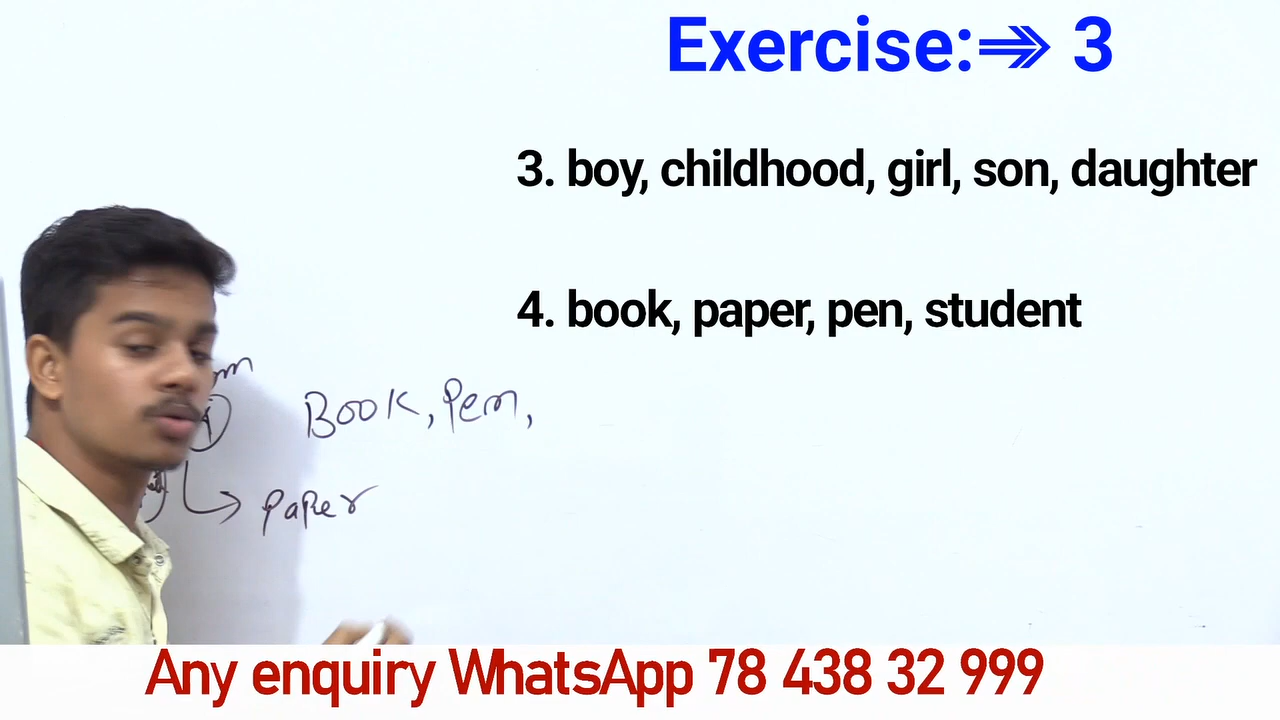 Exercise:⇛ 3
3. boy, childhood, girl, son, daughter
4. book, paper, pen, student
Book, Pen,
Paper
Any enquiry WhatsApp 78 438 32 999